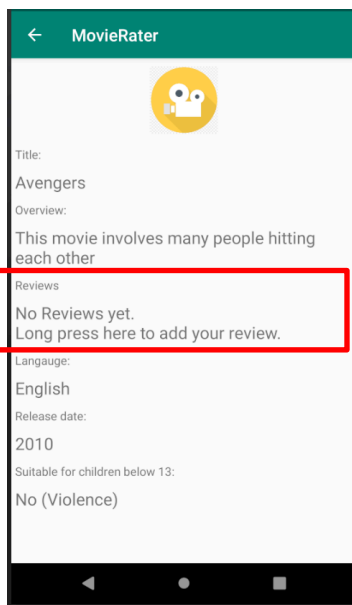 MovieRater
Title:
Avengers
Overview:
This movie involves many people hitting
each other
Reviews
No Reviews yet.
Long press here to add your review.
Langauge:
English
Release date:
2010
Suitable for children below 13:
No (Violence)